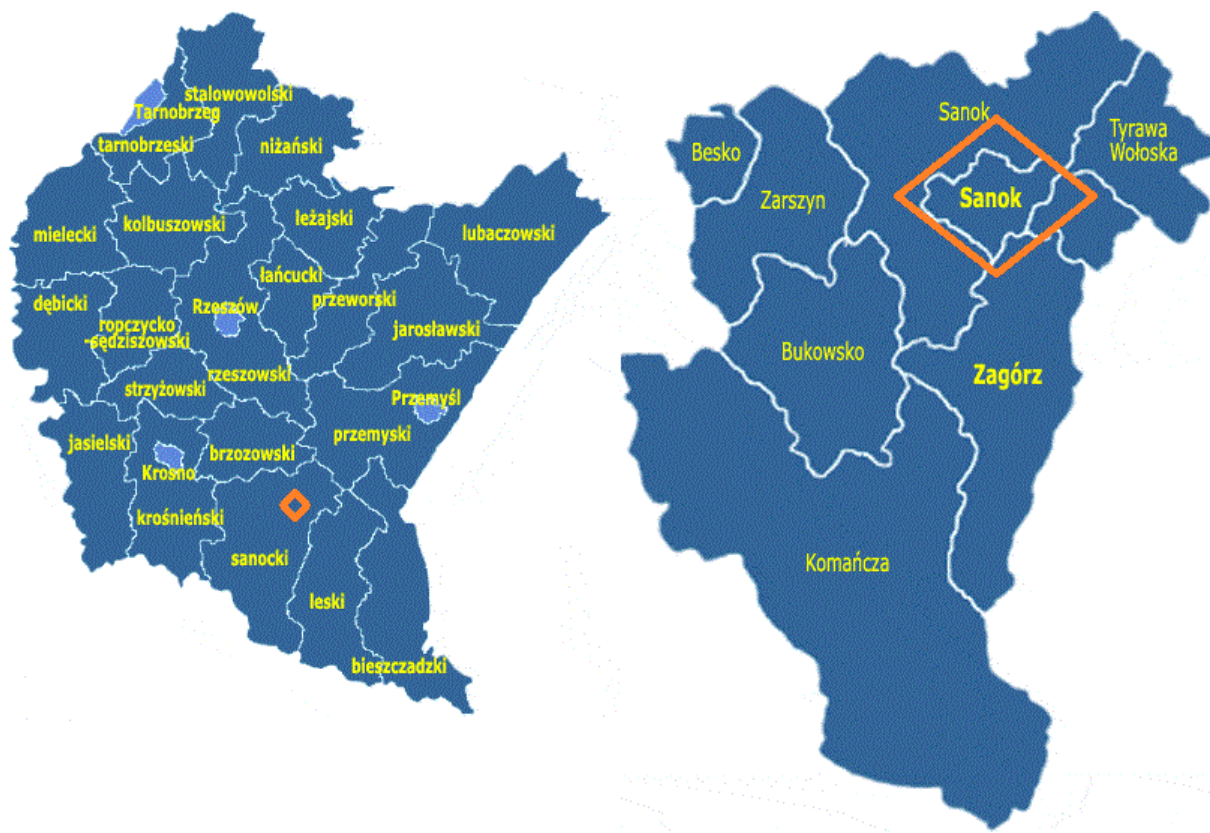 stalowowolski
Tarnobrzeg
tarnobrzeski
niżański
kolbuszowski
leżajski
mielecki
lubaczowski
łańcucki
dębicki
Rzeszów
przeworski
ropczycko
-sędziszowski
jarosławski
rzeszowski
strzyżowski
Przemyśl
przemyski
jasielski
brzozowski
Krosno
krośnieński
sanocki
leski
bieszczadzki
Sanok
Tyrawa
Wołoska
Besko
Zarszyn
Sanok
Bukowsko
Zagórz
Komańcza